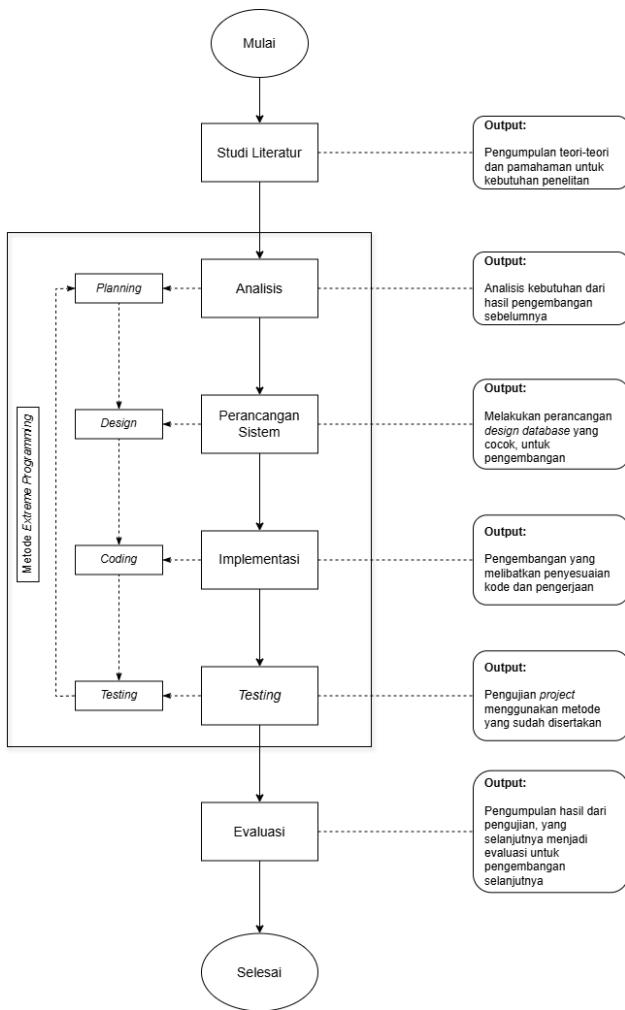 Mulai
Studi Literatur
Output:
Pengumpulan teori-teori
dan pamahaman untuk
kebutuhan penelitan
Metode Extreme Programming
Planning
Analisis
Output:
Analisis kebutuhan dari
hasil pengembangan
sebelumnya
Design
Perancangan
Sistem
Output:
Melakukan perancangan
design database yang
cocok, untuk
pengembangan
Coding
Implementasi
Output:
Pengembangan yang
melibatkan penyesuaian
kode dan pengerjaan
Testing
Testing
Output:
Pengujian project
menggunakan metode
yang sudah disertakan
Evaluasi
Output:
Pengumpulan hasil dari
pengujian, yang
selanjutnya menjadi
evaluasi untuk
pengembangan
selanjutnya
Selesai